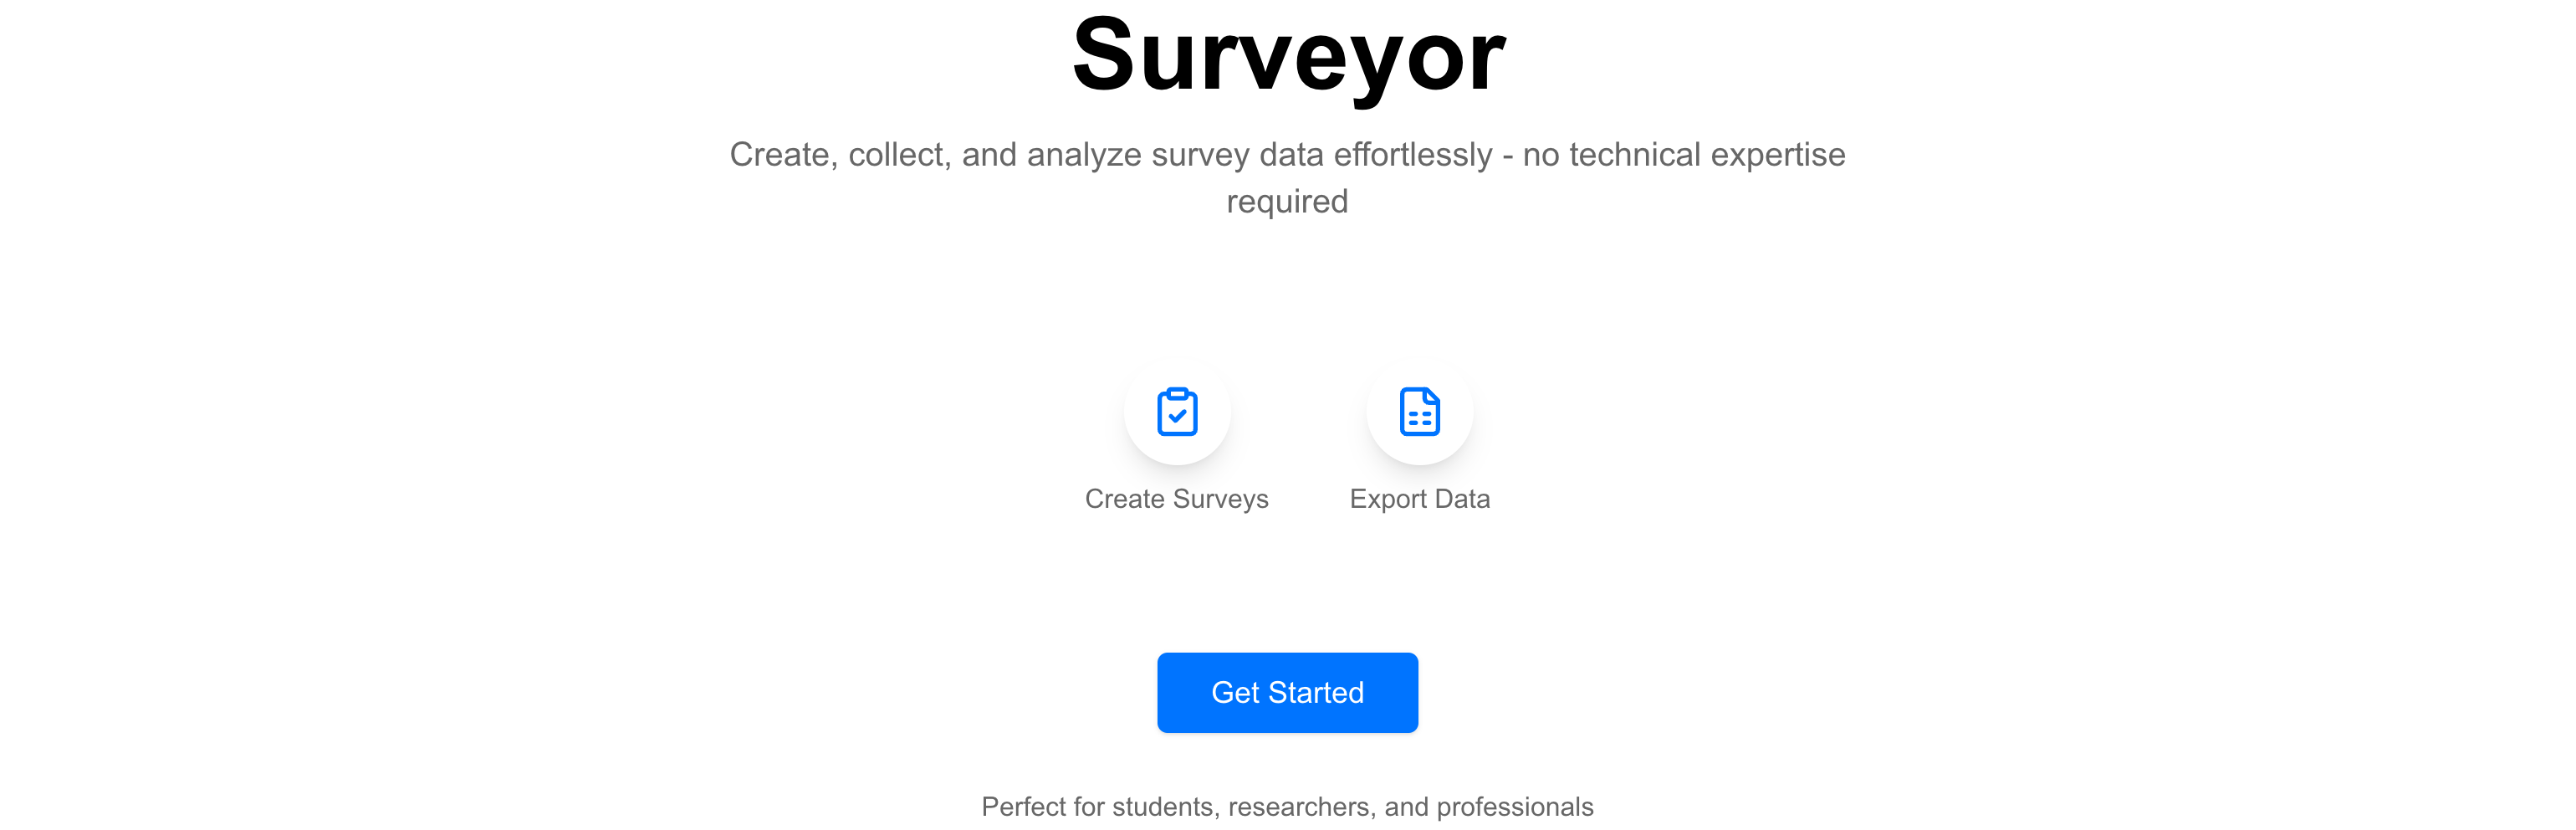 Surveyor
Create, collect, and analyze survey data effortlessly - no technical expertise
required
Create Surveys
Export Data
Get Started
Perfect for students, researchers, and professionals